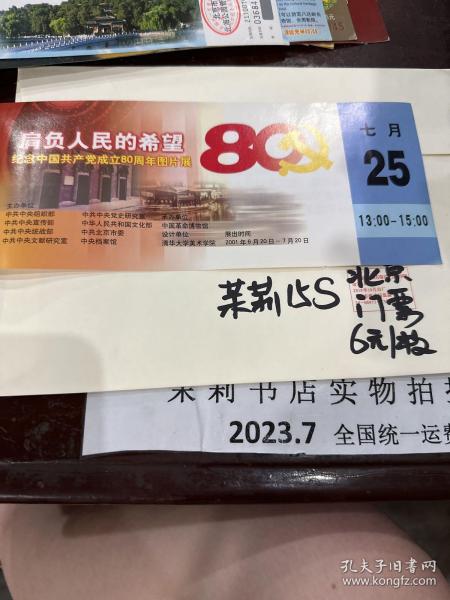 03684
肩负人民的希望
纪念中国共产党成立80周年图片展
80
七月
25
13:00-15:00
主办单位
中共中央组织部
中共中央宣传部
中共中央统战部
中共中央文献研究室
中共中央党史研究室
中华人民共和国文化部
中共北京市委
中央档案馆
承办单位
中国革命博物馆
设计单位
清华大学美术学院
展出时间
2001年6月20日-7月20日
茉莉15S
北京
门票
6元/枚
茉莉书店实物拍
2023.7 全国统一运费
孔夫子旧书网
www.kongfz.com